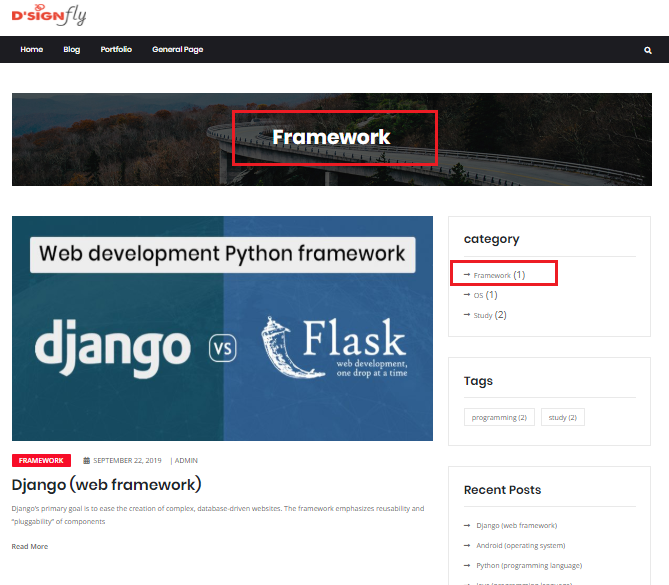 D'SIGNfly
Home Blog Portfolio General Page
Framework
Web development Python framework
django VS Flask
web development,
one drop at a time
FRAMEWORK SEPTEMBER 22, 2019 | ADMIN
Django (web framework)
Django's primary goal is to ease the creation of complex, database-driven websites. The framework emphasizes reusability and
"pluggability" of components
Read More
category
Framework (1)
OS (1)
Study (2)
Tags
programming (2) study (2)
Recent Posts
Django (web framework)
Android (operating system)
Python (programming language)